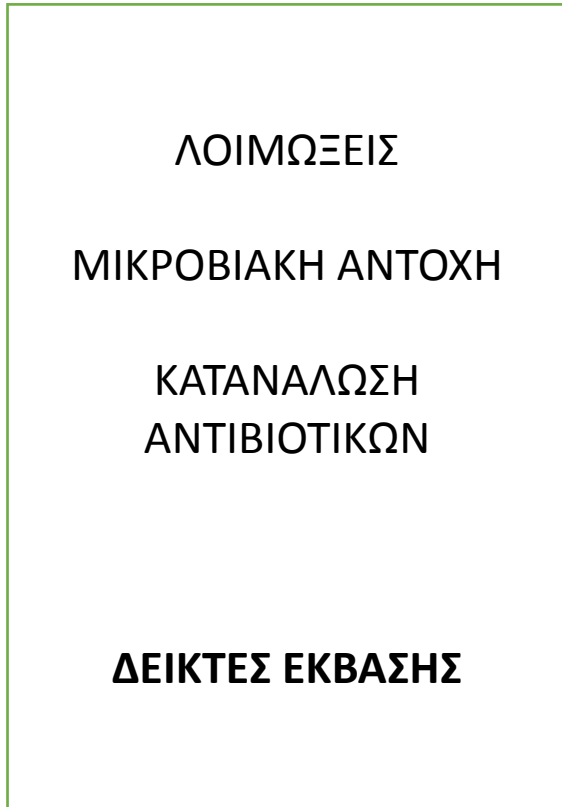 ΛΟΙΜΩΞΕΙΣ
ΜΙΚΡΟΒΙΑΚΗ ΑΝΤΟΧΗ
ΚΑΤΑΝΑΛΩΣΗ
ΑΝΤΙΒΙΟΤΙΚΩΝ
ΔΕΙΚΤΕΣ ΕΚΒΑΣΗΣ